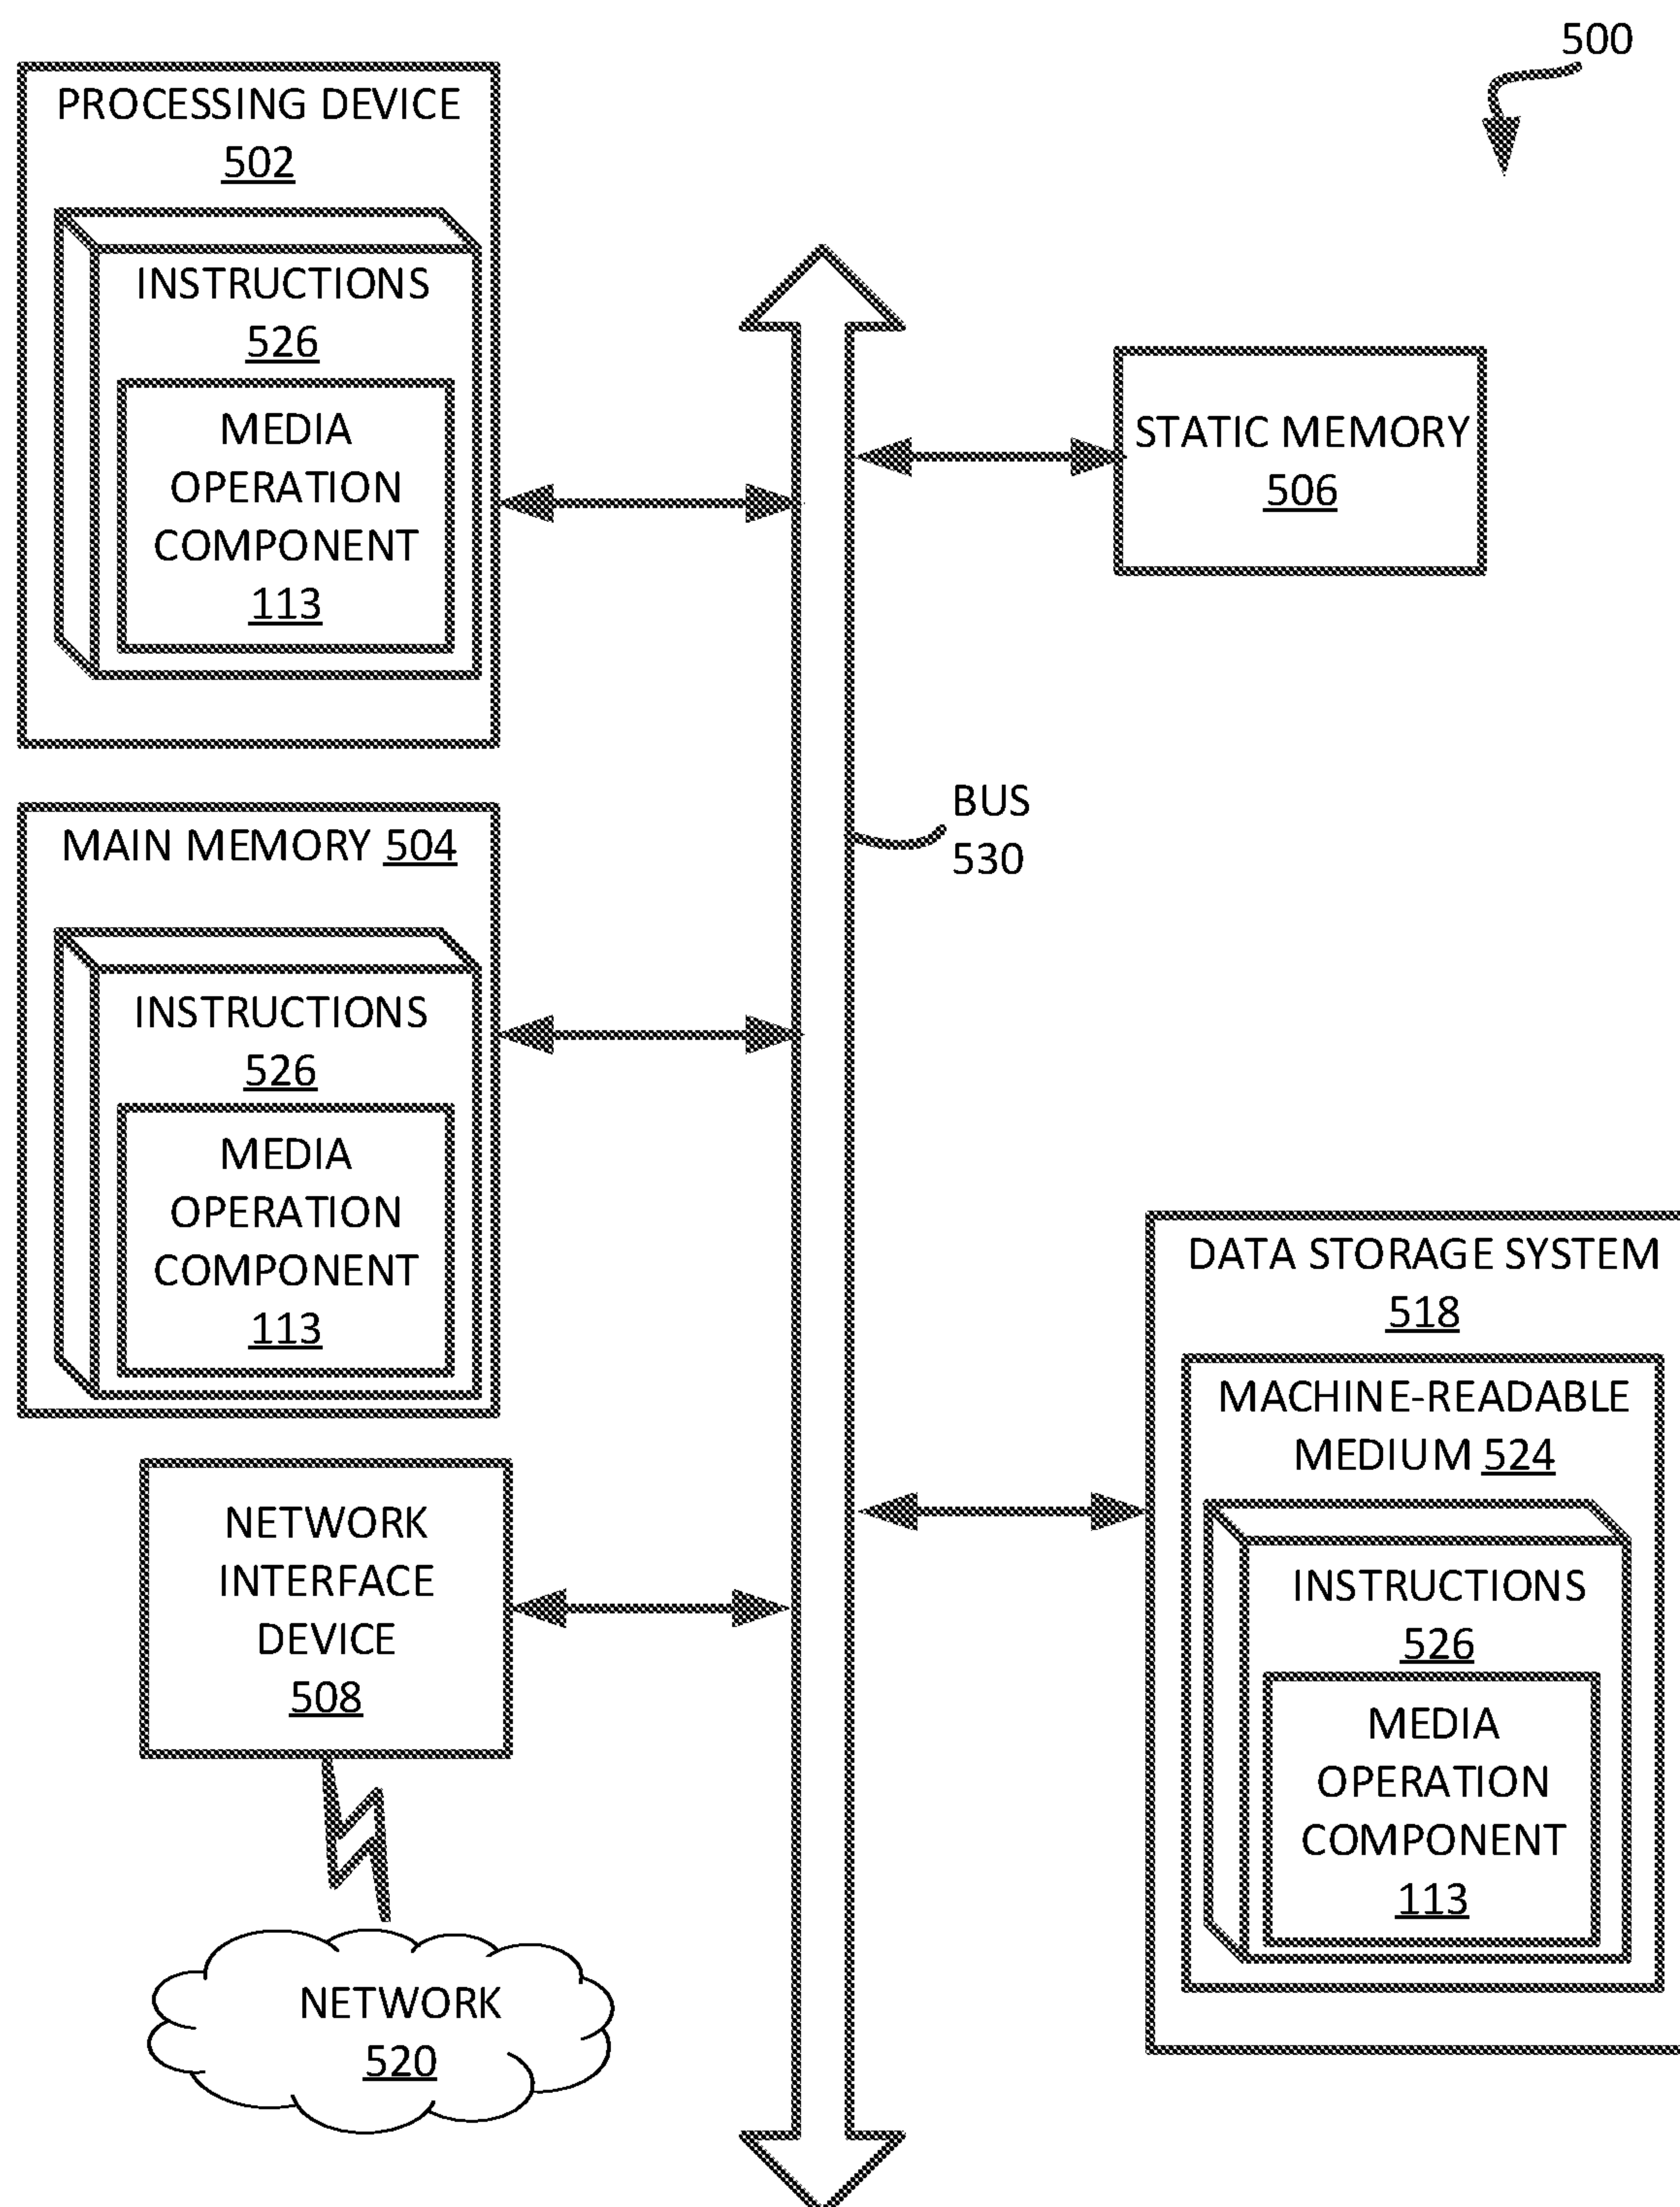 500
PROCESSING DEVICE
502
INSTRUCTIONS
526
MEDIA
OPERATION
COMPONENT
113
STATIC MEMORY
506
BUS
530
MAIN MEMORY 504
INSTRUCTIONS
526
MEDIA
OPERATION
COMPONENT
113
DATA STORAGE SYSTEM
518
MACHINE-READABLE
MEDIUM 524
INSTRUCTIONS
526
MEDIA
OPERATION
COMPONENT
113
NETWORK
INTERFACE
DEVICE
508
NETWORK
520